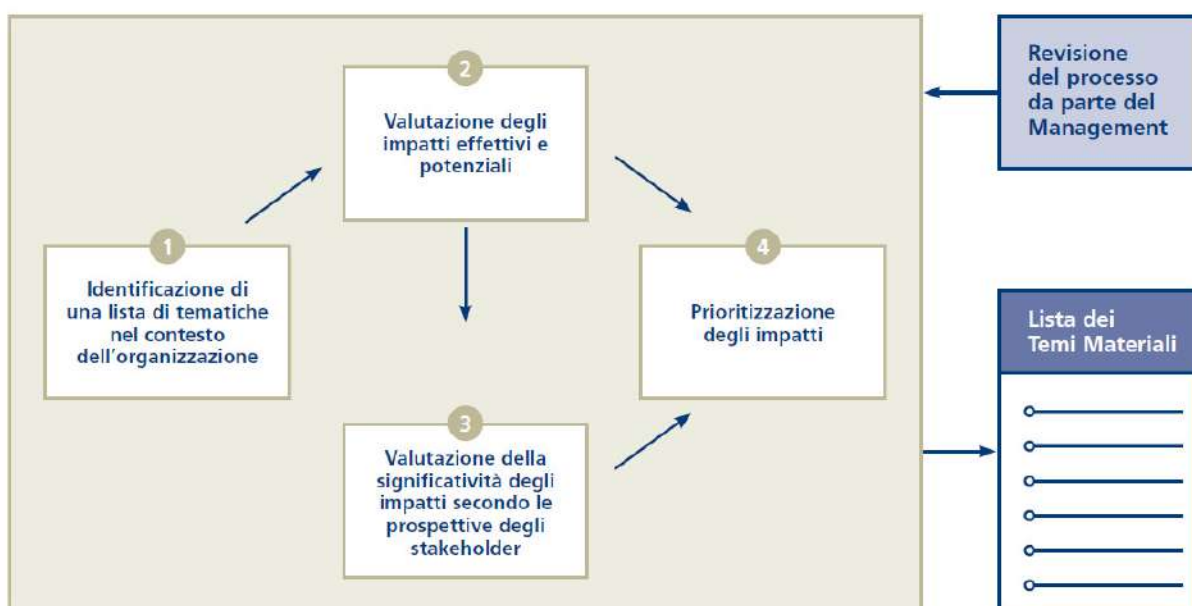 1
Identificazione di
una lista di tematiche
nel contesto
dell'organizzazione
2
Valutazione degli
impatti effettivi e
potenziali
3
Valutazione della
significatività degli
impatti secondo le
prospettive degli
stakeholder
4
Prioritizzazione
degli impatti
Revisione
del processo
da parte del
Management
Lista dei
Temi Materiali